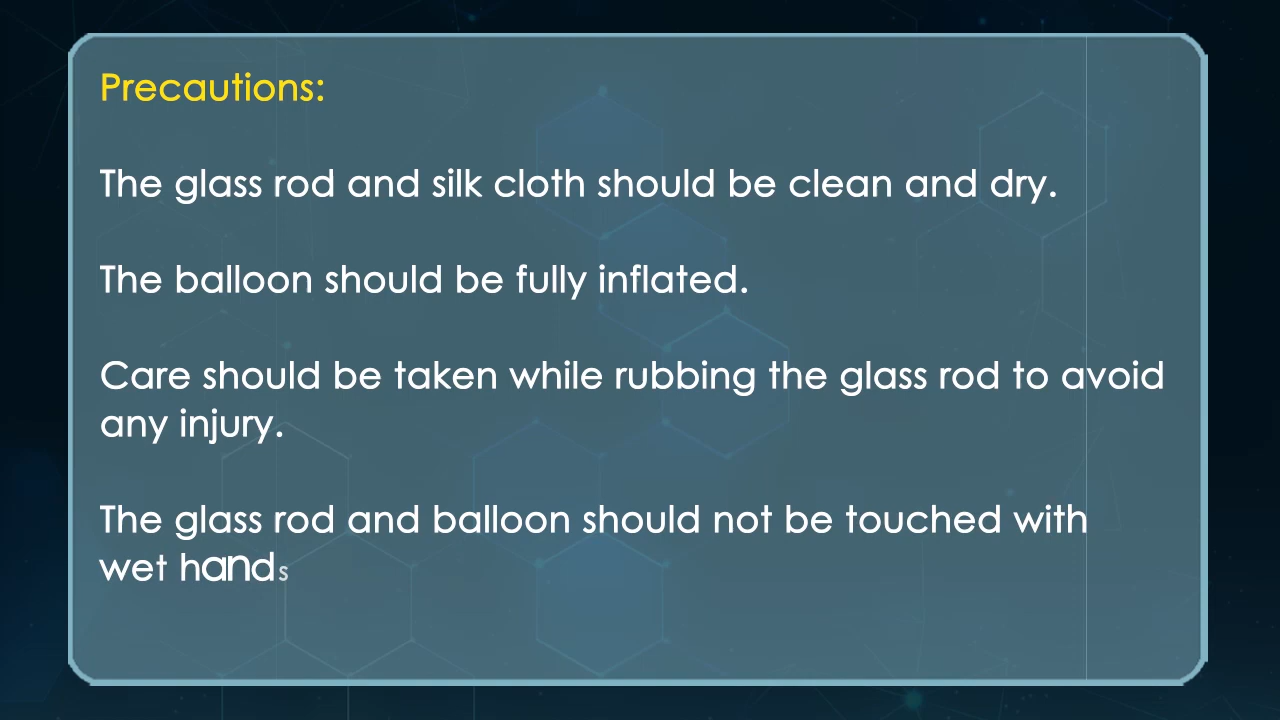 Precautions:
The glass rod and silk cloth should be clean and dry.
The balloon should be fully inflated.
Care should be taken while rubbing the glass rod to avoid
any injury.
The glass rod and balloon should not be touched with
wet hands